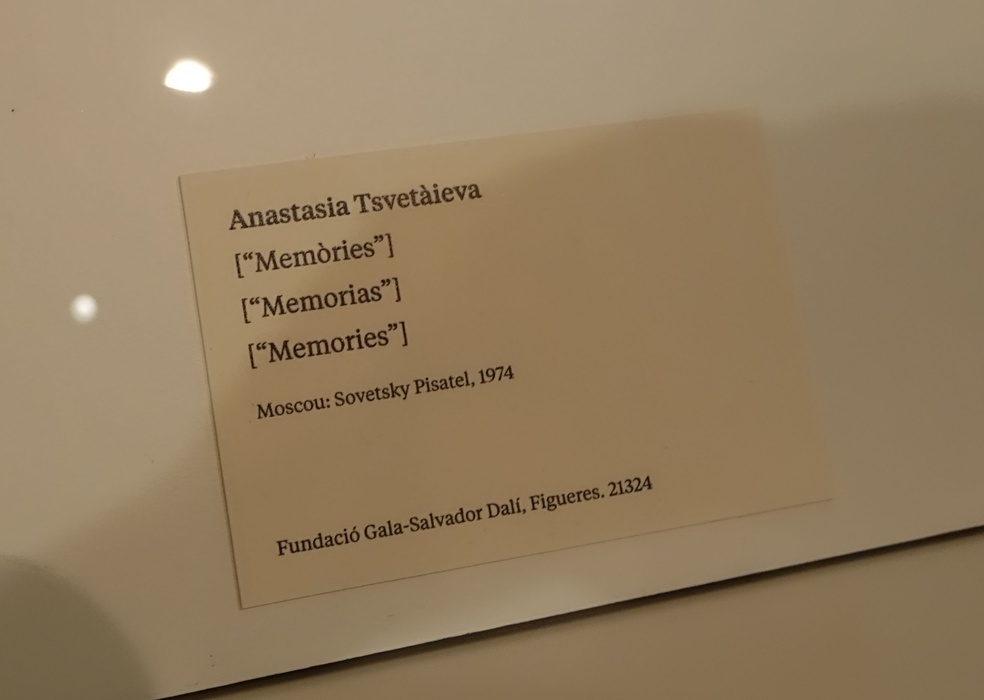 Anastasia Tsvetàieva
[“Memòries”]
[“Memorias”]
[“Memories”]
Moscou: Sovetsky Pisatel, 1974
Fundació Gala-Salvador Dalí, Figueres. 21324